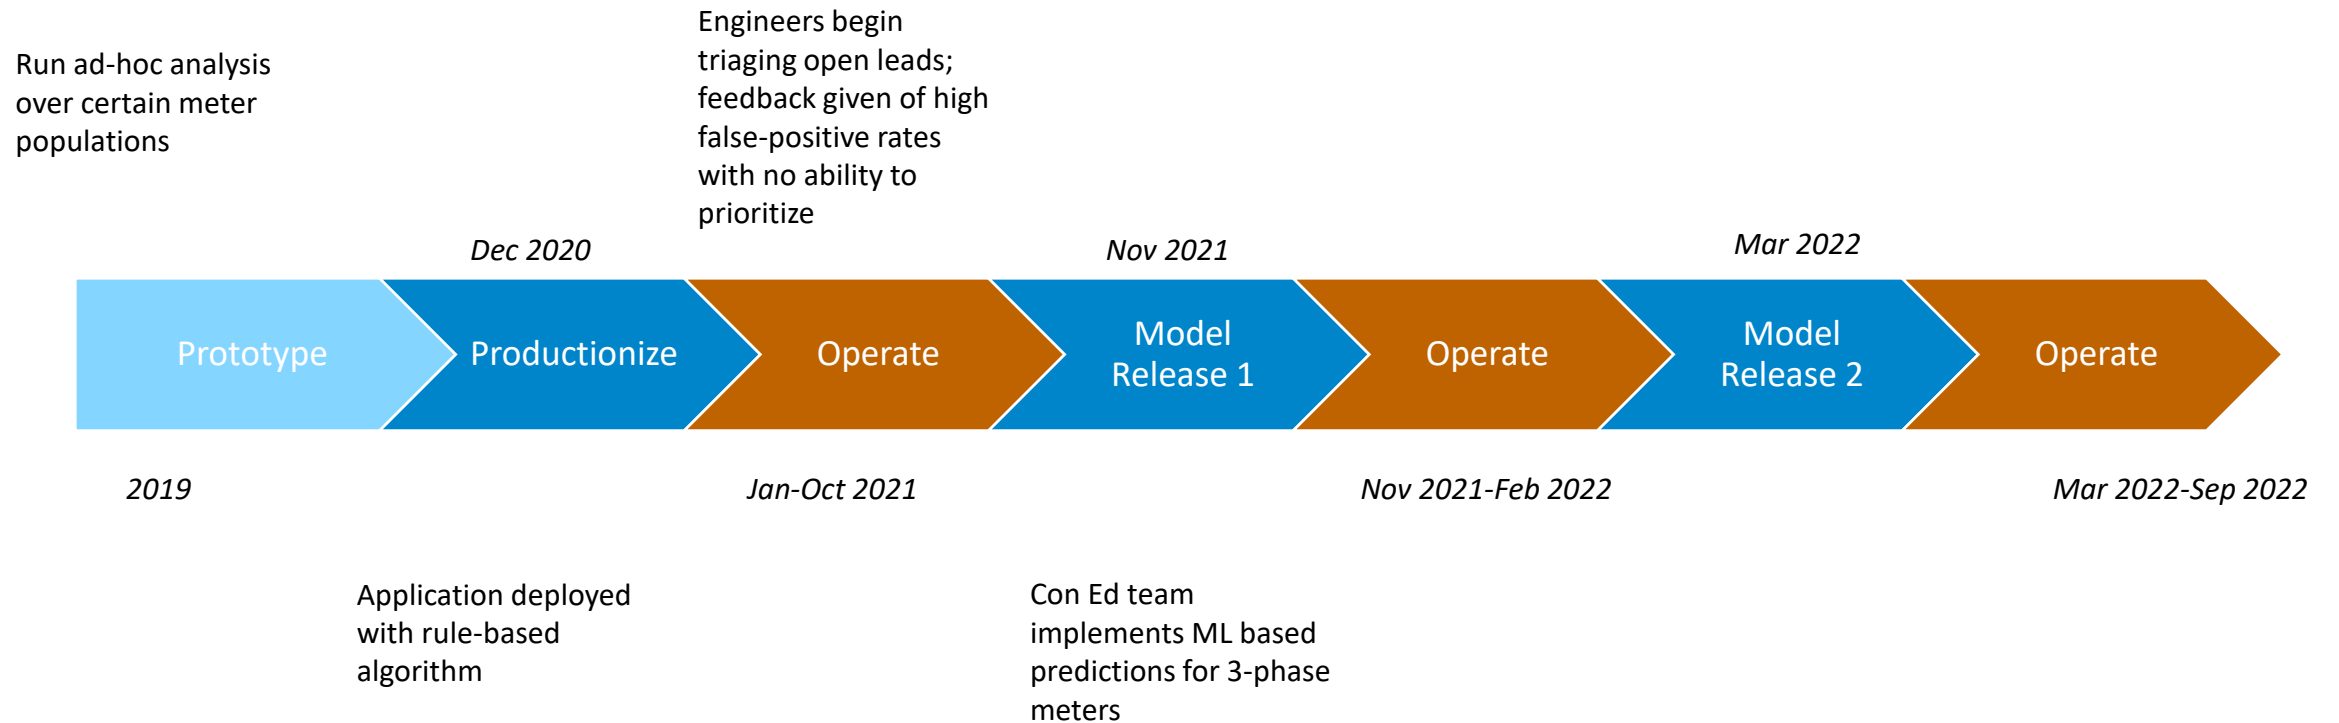 Run ad-hoc analysis
over certain meter
populations
Engineers begin
triaging open leads;
feedback given of high
false-positive rates
with no ability to
prioritize
Dec 2020
Nov 2021
Mar 2022
Prototype
Productionize
Operate
Model
Release 1
Operate
Model
Release 2
Operate
2019
Jan-Oct 2021
Nov 2021-Feb 2022
Mar 2022-Sep 2022
Application deployed
with rule-based
algorithm
Con Ed team
implements ML based
predictions for 3-phase
meters